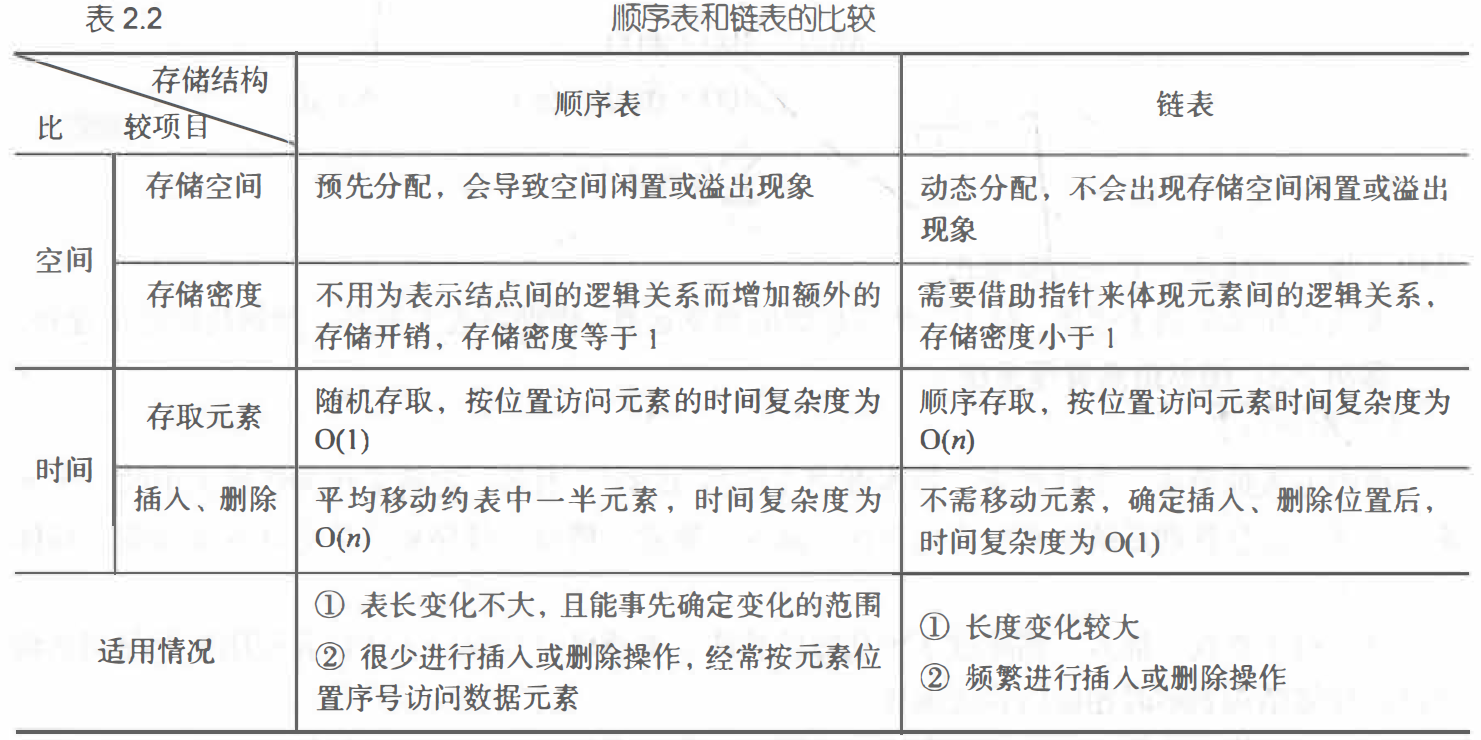 表 2.2
顺序表和链表的比较
存储结构
比 较项目
顺序表
链表
空间
存储空间
预先分配，会导致空间闲置或溢出现象
动态分配，不会出现存储空间闲置或溢出
现象
存储密度
不用为表示结点间的逻辑关系而增加额外的
存储开销，存储密度等于 1
需要借助指针来体现元素间的逻辑关系，
存储密度小于 1
时间
存取元素
随机存取，按位置访问元素的时间复杂度为
O(1)
顺序存取，按位置访问元素时间复杂度为
O(n)
插入、删除
平均移动约表中一半元素，时间复杂度为
O(n)
不需移动元素，确定插入、删除位置后，
时间复杂度为 O(1)
适用情况
① 表长变化不大，且能事先确定变化的范围
② 很少进行插入或删除操作，经常按元素位
置序号访问数据元素
① 长度变化较大
② 频繁进行插入或删除操作